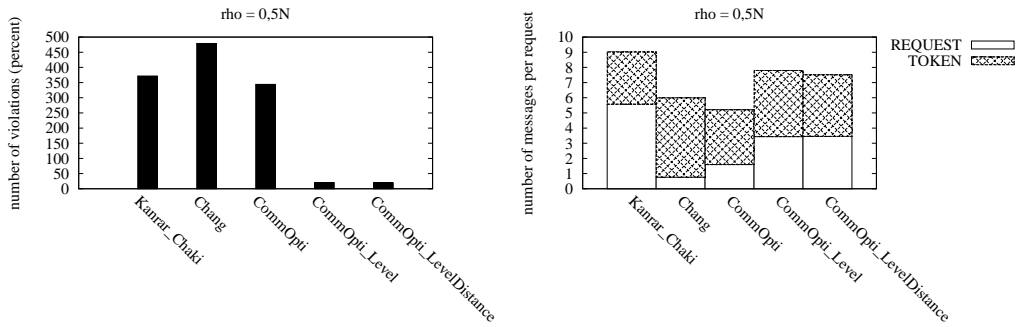 rho = 0,5N
number of violations (percent)
500
450
400
350
300
250
200
150
100
50
0
Kanrar_Chaki
Chang
CommOpti
CommOpti_Level
CommOpti_LevelDistance
rho = 0,5N
number of messages per request
10
9
8
7
6
5
4
3
2
1
0
Kanrar_Chaki
Chang
CommOpti
CommOpti_Level
CommOpti_LevelDistance
REQUEST
TOKEN